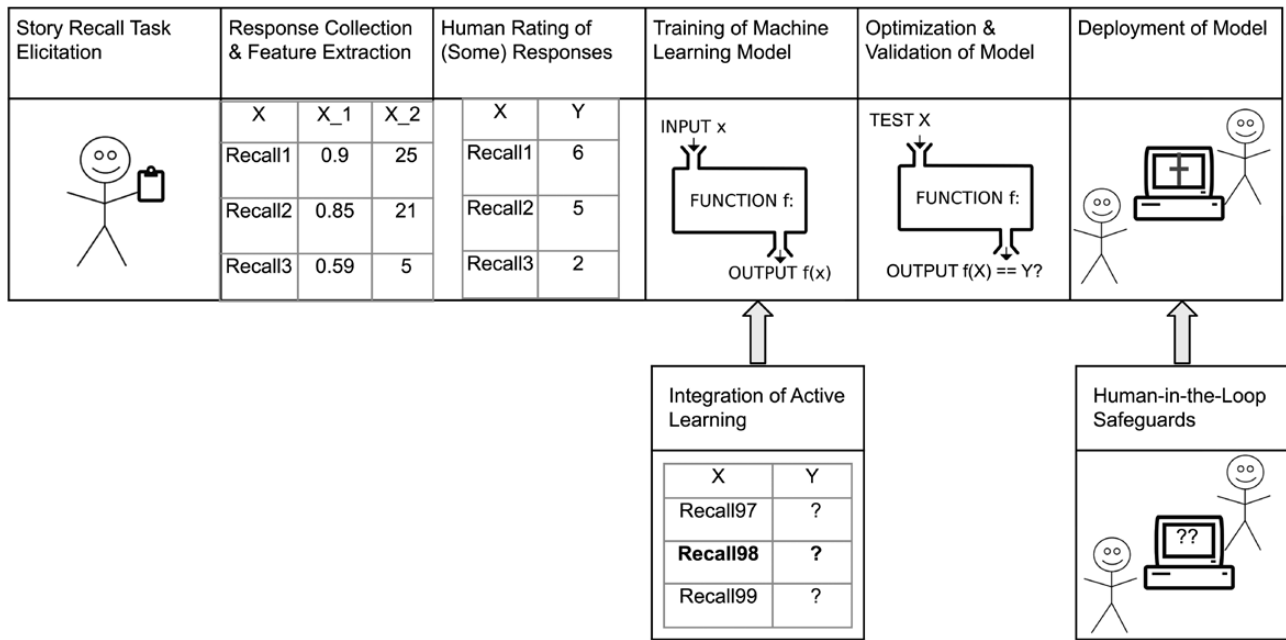 Story Recall Task
Elicitation
Response Collection
& Feature Extraction
Human Rating of
(Some) Responses
Training of Machine
Learning Model
Optimization &
Validation of Model
Deployment of Model
X X_1 X_2
Recall1 0.9 25
Recall2 0.85 21
Recall3 0.59 5
X Y
Recall1 6
Recall2 5
Recall3 2
INPUT x
FUNCTION f:
OUTPUT f(x)
TEST X
FUNCTION f:
OUTPUT f(X) == Y?
Integration of Active
Learning
X Y
Recall97 ?
Recall98 ?
Recall99 ?
Human-in-the-Loop
Safeguards
??